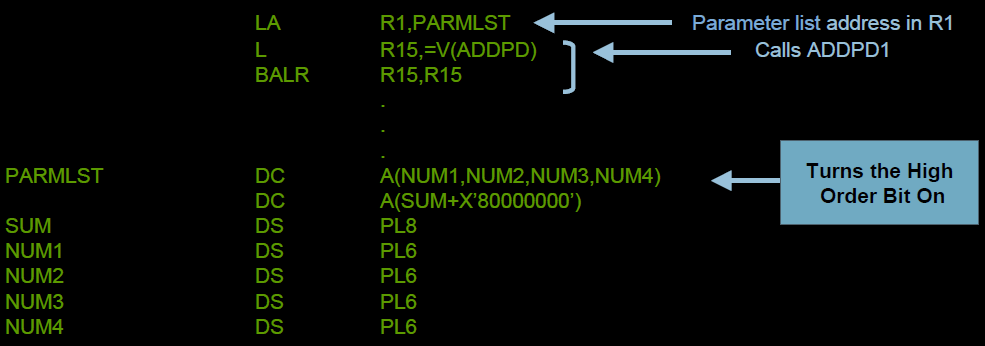 LA R1,PARMLST Parameter list address in R1
L R15,=V(ADDPD) Calls ADDPD1
BALR R15,R15
.
.
.
PARMLST DC A(NUM1,NUM2,NUM3,NUM4)
DC A(SUM+X’80000000’)
SUM DS PL8
NUM1 DS PL6
NUM2 DS PL6
NUM3 DS PL6
NUM4 DS PL6
Turns the High
Order Bit On